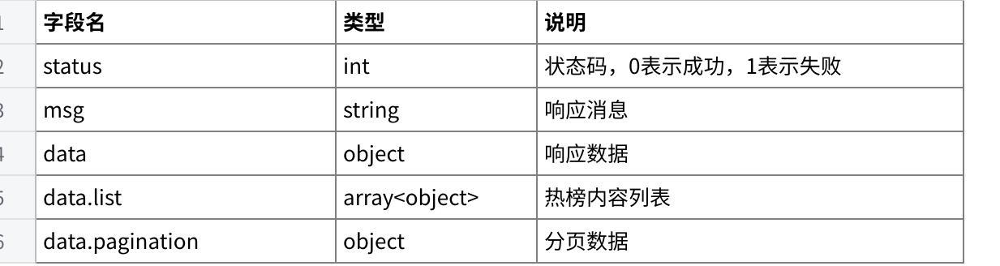 1 字段名 类型 说明
2 status int 状态码，0表示成功，1表示失败
3 msg string 响应消息
4 data object 响应数据
5 data.list array<object> 热榜内容列表
6 data.pagination object 分页数据